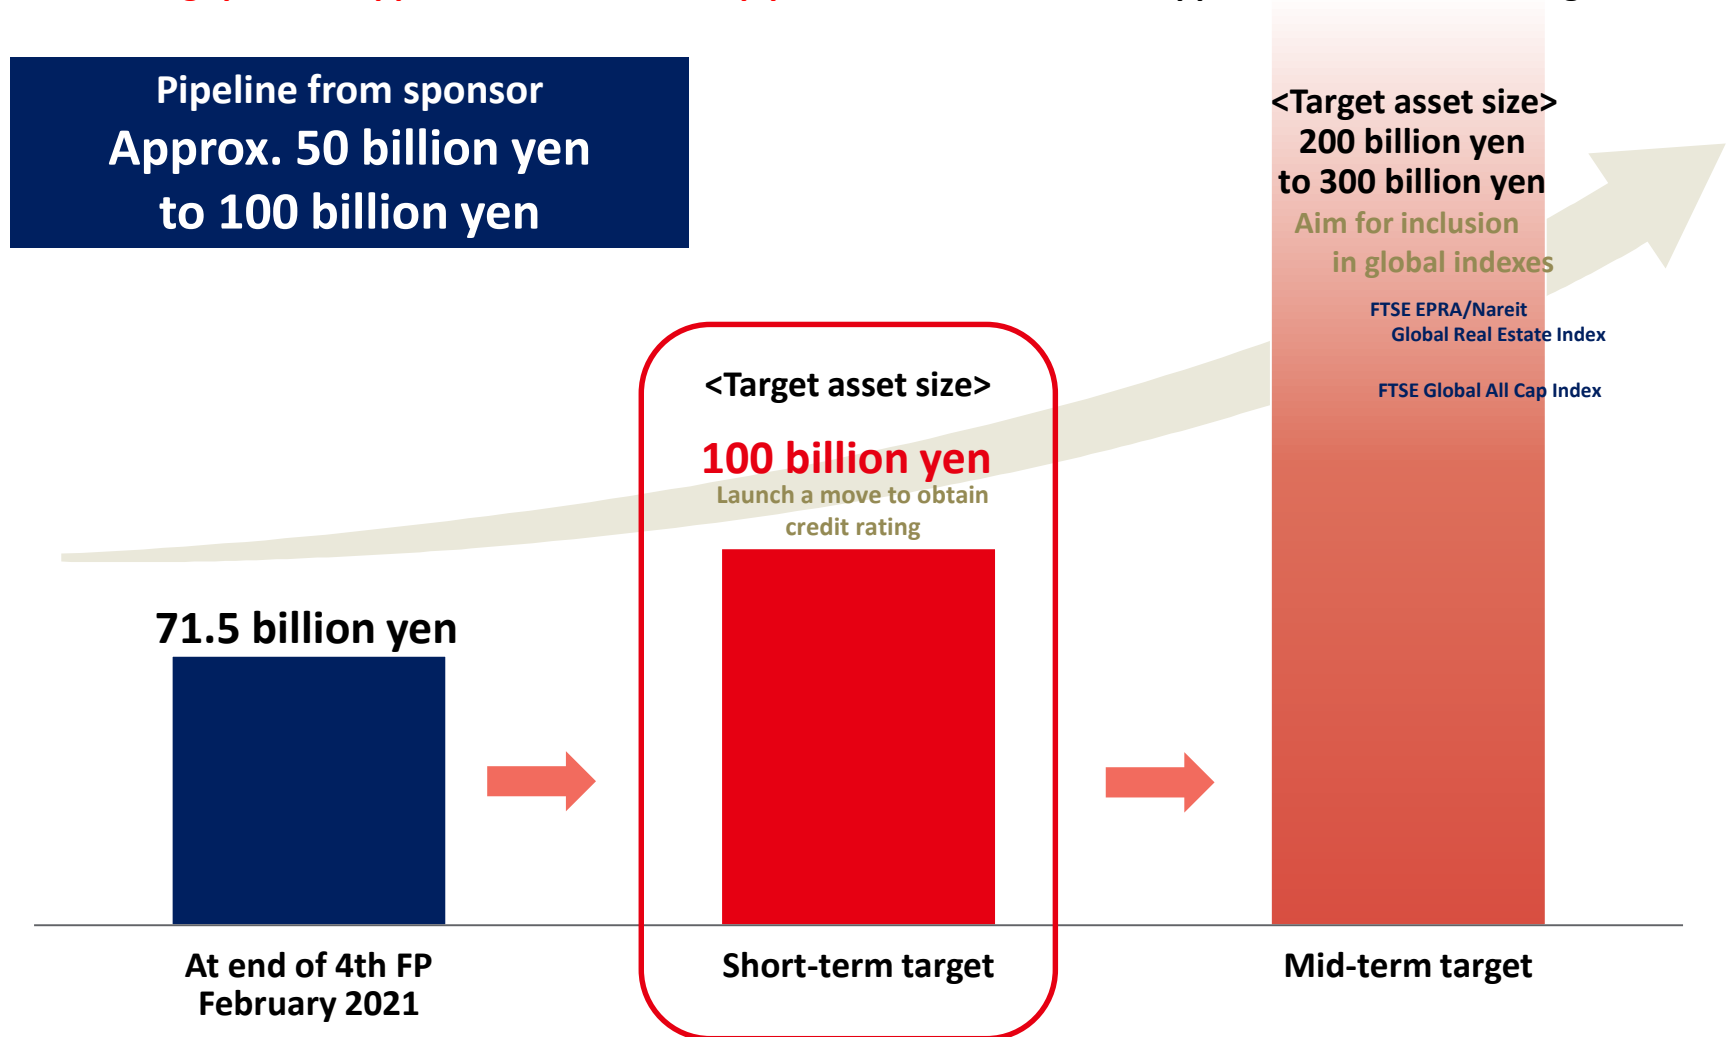 Pipeline from sponsor
Approx. 50 billion yen
to 100 billion yen
<Target asset size>
200 billion yen
to 300 billion yen
Aim for inclusion
in global indexes
FTSE EPRA/Nareit
Global Real Estate Index
FTSE Global All Cap Index
<Target asset size>
100 billion yen
Launch a move to obtain
credit rating
71.5 billion yen
At end of 4th FP
February 2021
Short-term target
Mid-term target